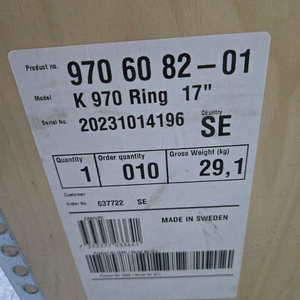 Product no. 970 60 82-01
Model K 970 Ring 17"
Serial No. 20231014196 Country SE
Quantity Order quantity Gross Weight (kg)
1 010 29,1
Customer
Order No 637722 SE
MADE IN SWEDEN